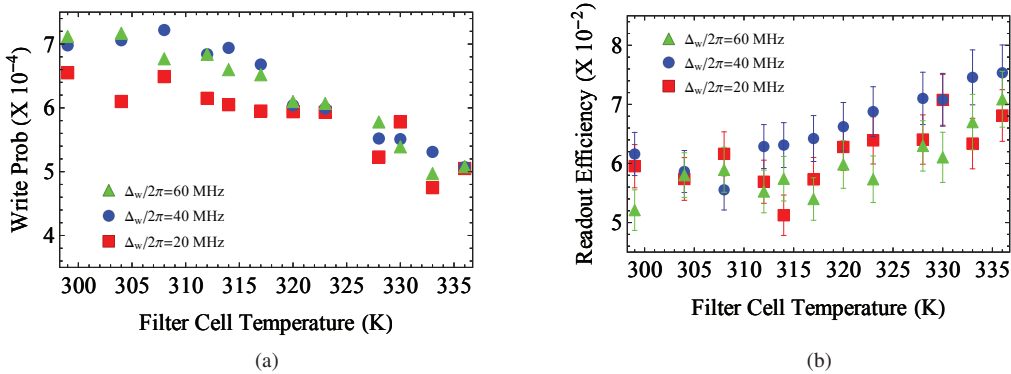 (a)
7
6
5
4
Write Prob (X 10⁻⁴)
Δw/2π=60 MHz
Δw/2π=40 MHz
Δw/2π=20 MHz
300 305 310 315 320 325 330 335
Filter Cell Temperature (K)
(a)
(b)
8
7
6
5
4
Readout Efficiency (X 10⁻²)
Δw/2π=60 MHz
Δw/2π=40 MHz
Δw/2π=20 MHz
300 305 310 315 320 325 330 335
Filter Cell Temperature (K)
(b)